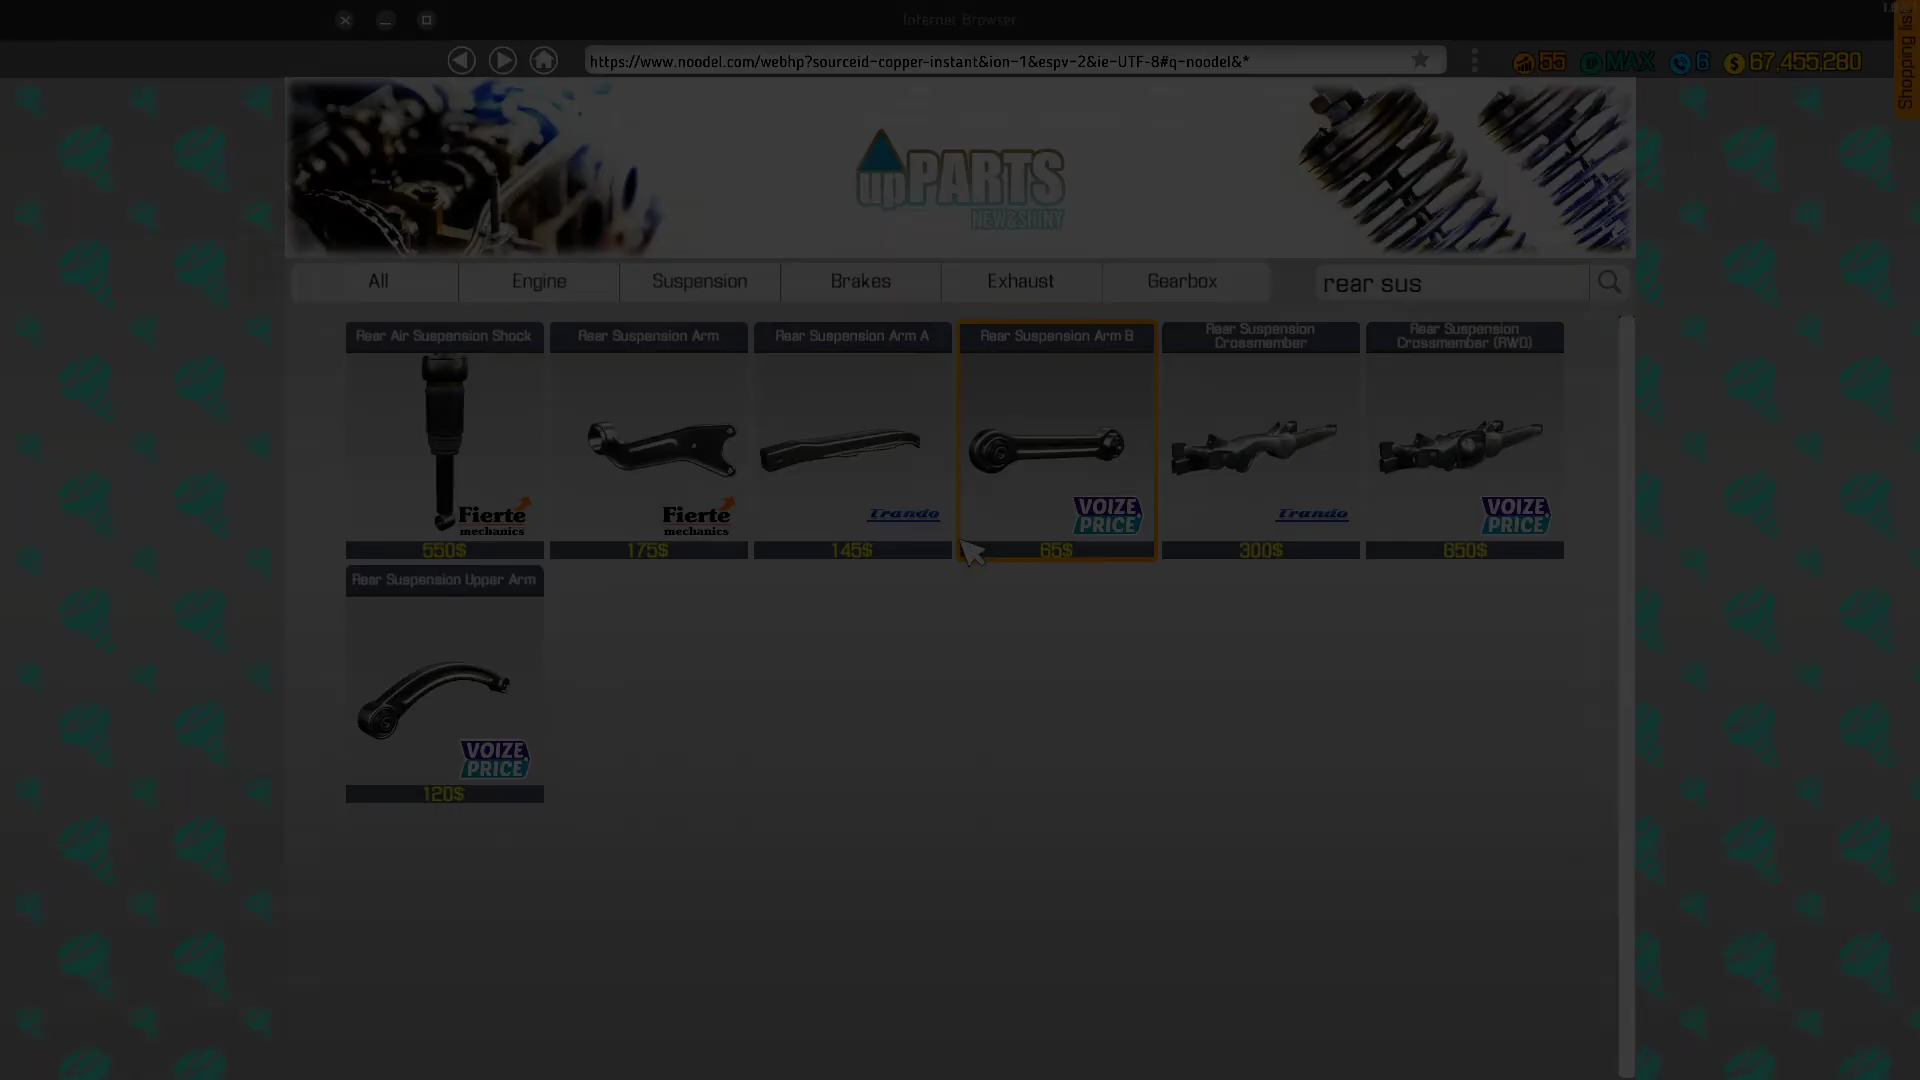 Internet Browser
https://www.noodel.com/webhp?sourceid-copper-instant&ion-1&espv-2&ie-UTF-8#q-noodel&*
55
MAX
6
67,455,280
Shopping list
upPARTS
NEW&SHINY
All
Engine
Suspension
Brakes
Exhaust
Gearbox
rear sus
Rear Air Suspension Shock
Fierte
mechanics
550$
Rear Suspension Arm
Fierte
mechanics
175$
Rear Suspension Arm A
Trando
145$
Rear Suspension Arm B
VOIZE
PRICE
65$
Rear Suspension
Crossmember
Trando
300$
Rear Suspension
Crossmember (RWD)
VOIZE
PRICE
650$
Rear Suspension Upper Arm
VOIZE
PRICE
120$